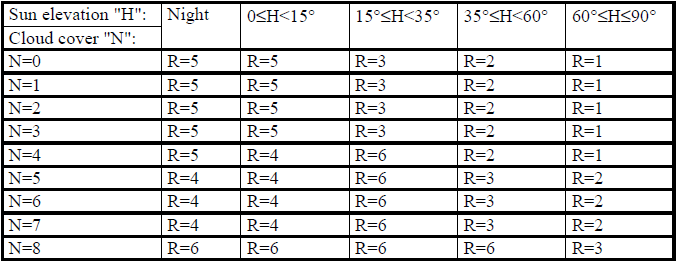 Sun elevation "H": Night 0≤H<15° 15°≤H<35° 35°≤H<60° 60°≤H≤90°
Cloud cover "N":
N=0 R=5 R=5 R=3 R=2 R=1
N=1 R=5 R=5 R=3 R=2 R=1
N=2 R=5 R=5 R=3 R=2 R=1
N=3 R=5 R=5 R=3 R=2 R=1
N=4 R=5 R=4 R=6 R=2 R=1
N=5 R=4 R=4 R=6 R=3 R=2
N=6 R=4 R=4 R=6 R=3 R=2
N=7 R=4 R=4 R=6 R=3 R=2
N=8 R=6 R=6 R=6 R=6 R=3